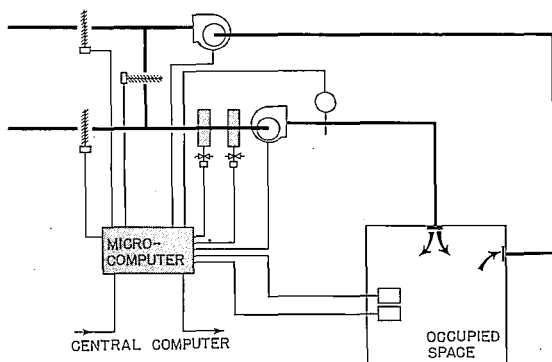 MICRO-
COMPUTER
CENTRAL COMPUTER
OCCUPIED
SPACE